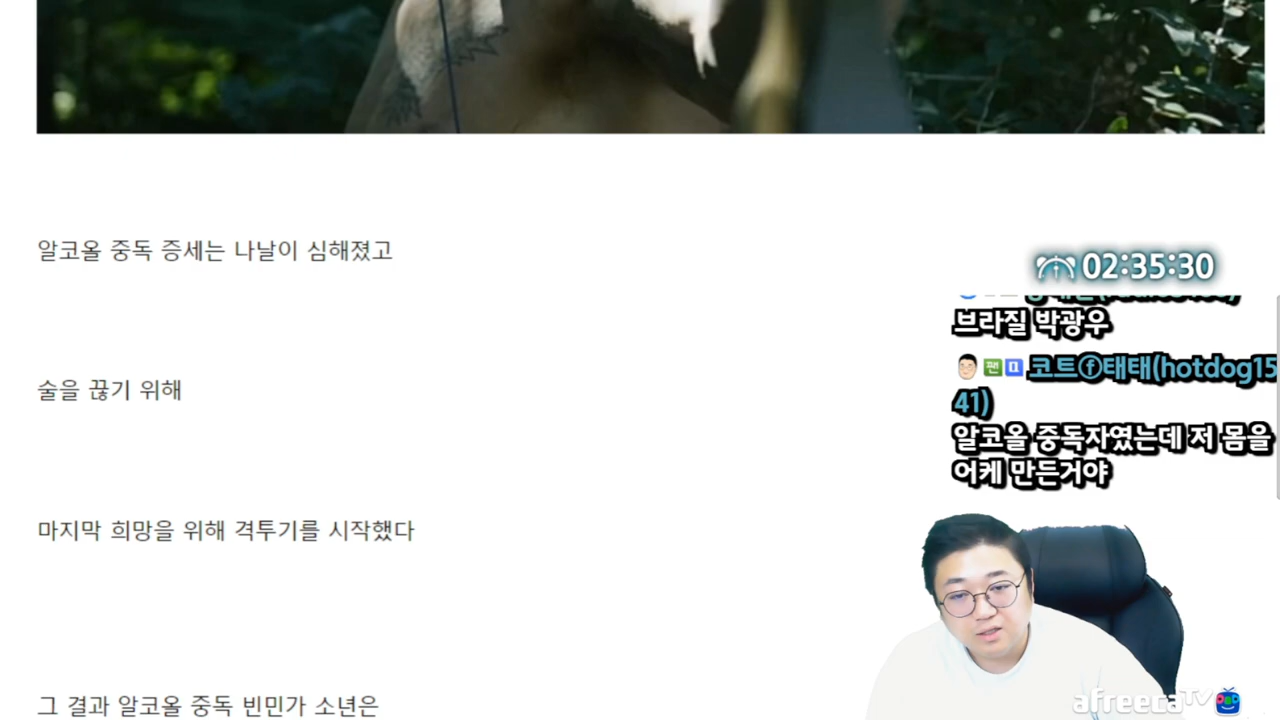 알코올 중독 증세는 나날이 심해졌고
술을 끊기 위해
마지막 희망을 위해 격투기를 시작했다
그 결과 알코올 중독 빈민가 소년은
02:35:30
브라질 박광우
팬 코트ⓕ태태(hotdog15
41)
알코올 중독자였는데 저 몸을
어케 만든거야
afreecaTV